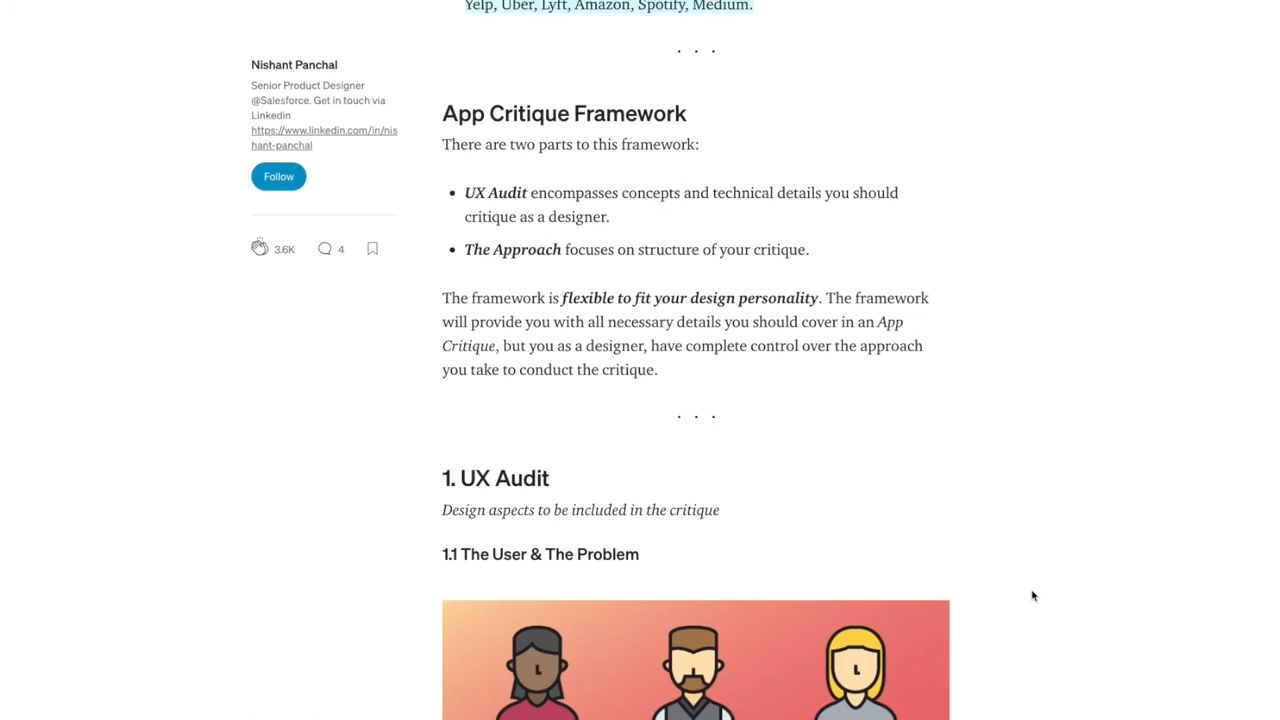 Yelp, Uber, Lyft, Amazon, Spotify, Medium.
Nishant Panchal
Senior Product Designer
@Salesforce. Get in touch via
Linkedin
https://www.linkedin.com/in/nis
hant-panchal
Follow
3.6K
4
App Critique Framework
There are two parts to this framework:
• UX Audit encompasses concepts and technical details you should
critique as a designer.
• The Approach focuses on structure of your critique.
The framework is flexible to fit your design personality. The framework
will provide you with all necessary details you should cover in an App
Critique, but you as a designer, have complete control over the approach
you take to conduct the critique.
1. UX Audit
Design aspects to be included in the critique
1.1 The User & The Problem